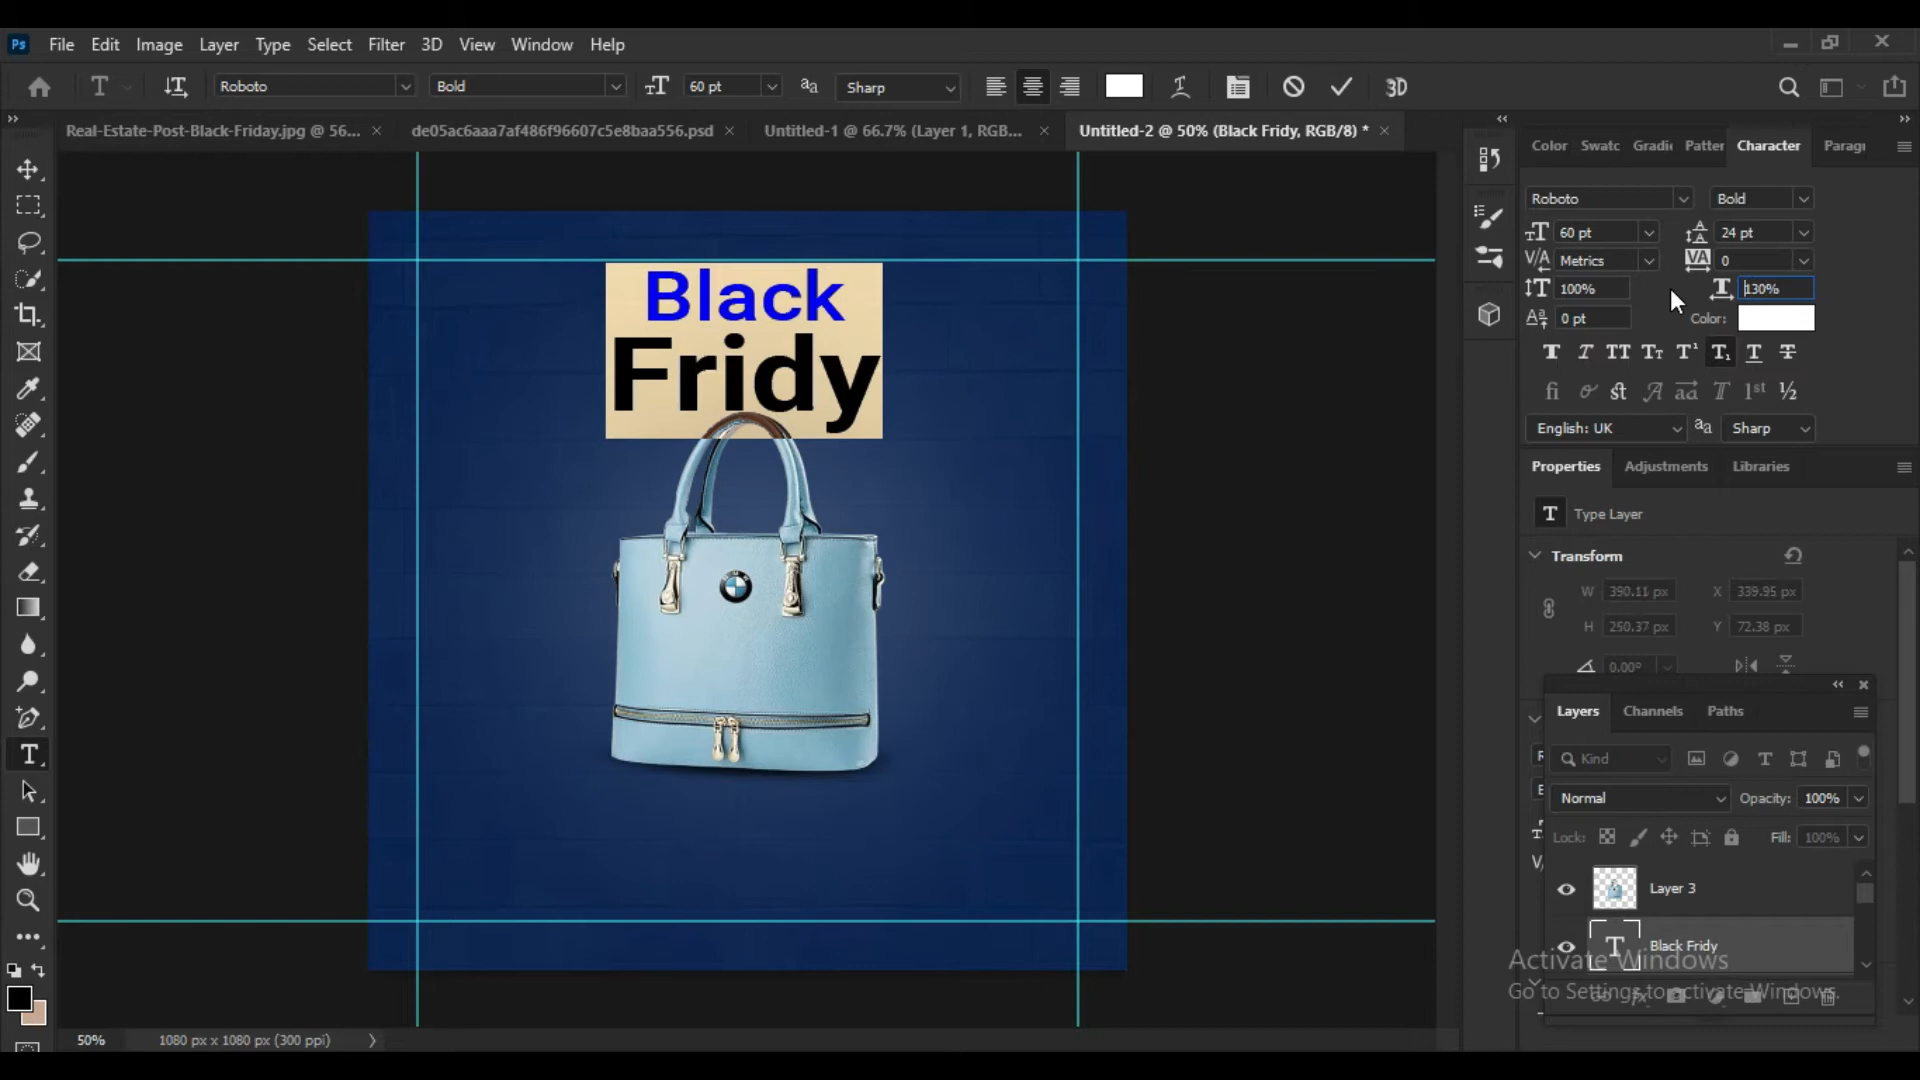 Ps File Edit Image Layer Type Select Filter 3D View Window Help
Roboto Bold 60 pt Sharp 3D
Real-Estate-Post-Black-Friday.jpg @ 56... de05ac6aaa7af486f96607c5e8baa556.psd Untitled-1 @ 66.7% (Layer 1, RGB... Untitled-2 @ 50% (Black Fridy, RGB/8) *
Color Swatc Gradie Patter Character Paragi
Roboto Bold
60 pt 24 pt
Metrics 0
100% 130%
0 pt Color:
English: UK Sharp
Black
Fridy
Properties Adjustments Libraries
Type Layer
Transform
W 390.11 px X 339.95 px
H 250.37 px Y 72.38 px
0.00°
Layers Channels Paths
Kind
Normal Opacity: 100%
Lock: Fill: 100%
Layer 3
Black Fridy
Activate Windows
Go to Settings to activate Windows.
50% 1080 px x 1080 px (300 ppi)